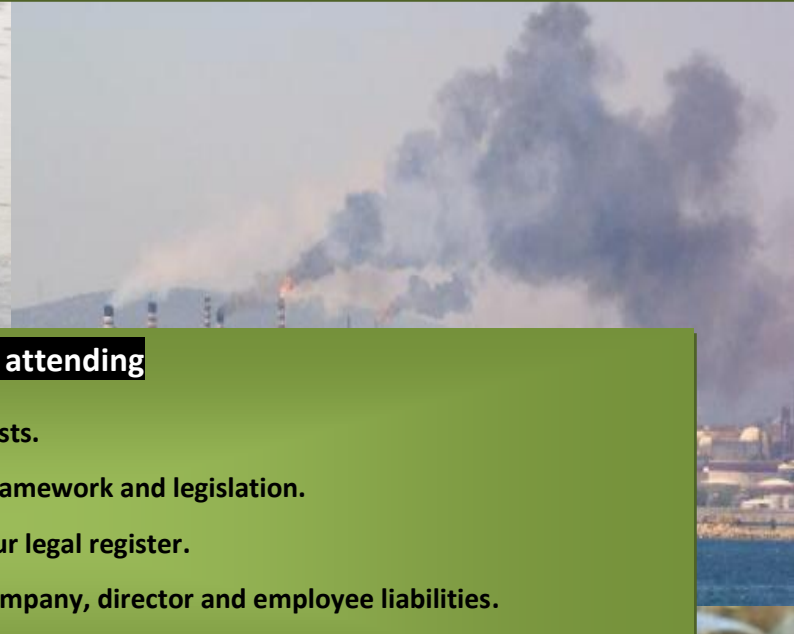 attending
sts.
amework and legislation.
ur legal register.
mpany, director and employee liabilities.